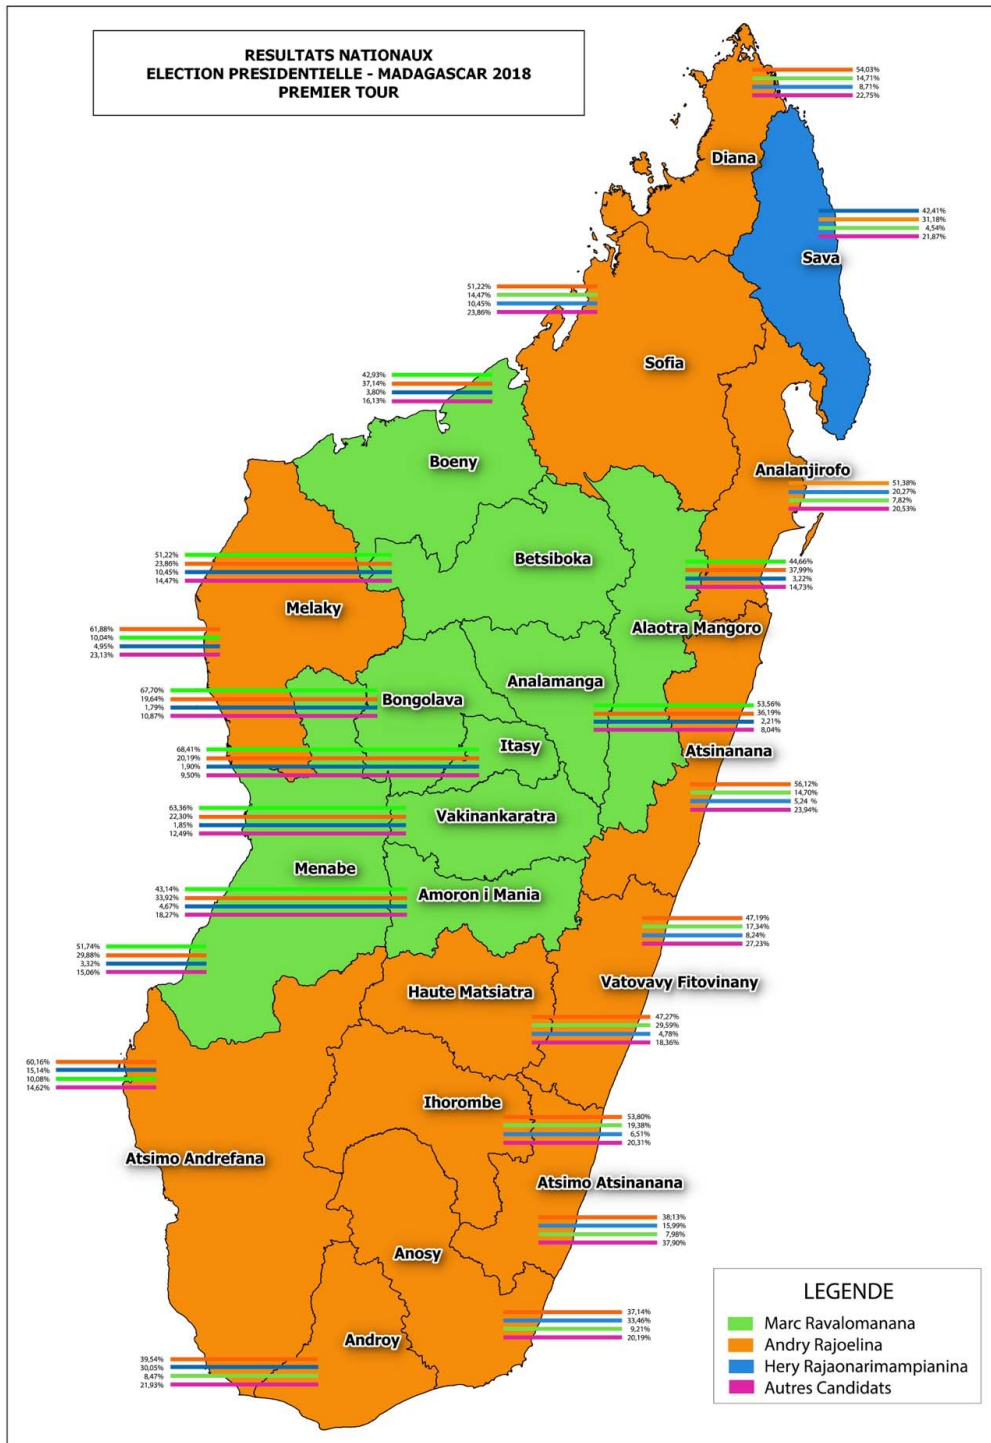 RESULTATS NATIONAUX
ELECTION PRESIDENTIELLE - MADAGASCAR 2018
PREMIER TOUR
54,03%
14,71%
8,71%
22,75%
Diana
42,41%
31,18%
4,54%
21,87%
Sava
51,22%
14,47%
10,45%
23,86%
Sofia
42,93%
37,14%
3,80%
16,13%
Boeny
Analanjirofo
51,38%
20,27%
7,82%
20,53%
51,22%
23,86%
10,45%
14,47%
Betsiboka
44,66%
37,99%
3,22%
14,73%
Melaky
Alaotra Mangoro
61,88%
10,04%
4,95%
23,13%
67,70%
19,64%
1,79%
10,87%
Bongolava
Analamanga
53,56%
36,19%
2,21%
8,04%
68,41%
20,19%
1,90%
9,50%
Itasy
Atsinanana
56,12%
14,70%
5,24 %
23,94%
63,36%
22,30%
1,85%
12,49%
Vakinankaratra
Menabe
43,14%
33,92%
4,67%
18,27%
Amoron i Mania
47,19%
17,34%
8,24%
27,23%
51,74%
29,88%
3,32%
15,06%
Haute Matsiatra
Vatovavy Fitovinany
47,27%
29,59%
4,78%
18,36%
60,16%
15,14%
10,08%
14,62%
Ihorombe
53,80%
19,38%
6,51%
20,31%
Atsimo Andrefana
Atsimo Atsinanana
38,13%
15,99%
7,98%
37,90%
Anosy
37,14%
33,46%
9,21%
20,19%
Androy
39,54%
30,05%
8,47%
21,93%
LEGENDE
Marc Ravalomanana
Andry Rajoelina
Hery Rajaonarimampianina
Autres Candidats